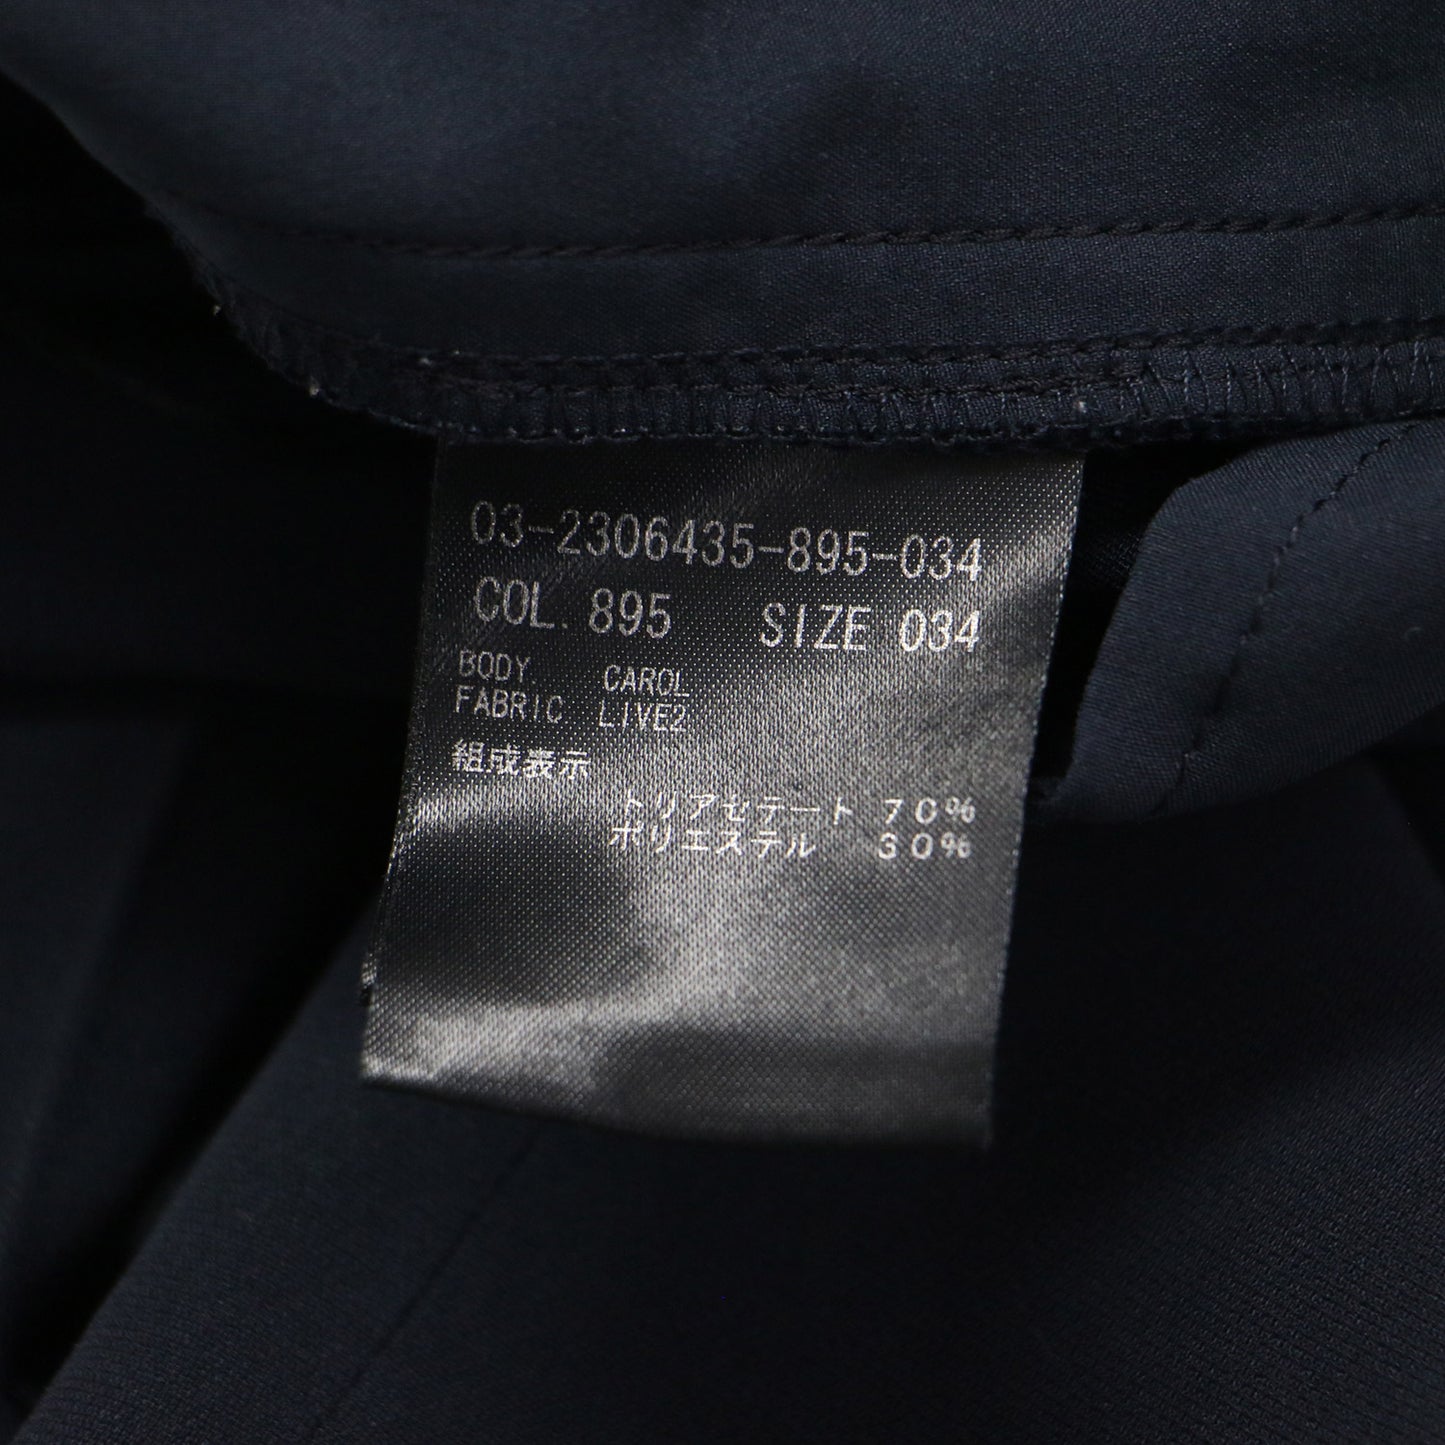 03-2306435-895-034
COL. 895 SIZE 034
BODY CAROL
FABRIC LIVE2
組成表示
トリアセテート 70%
ポリエステル 30%